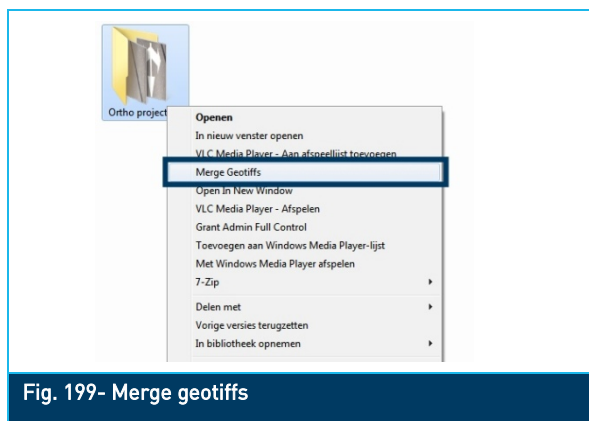 Ortho project
Openen
In nieuw venster openen
VLC Media Player - Aan afspeellijst toevoegen
Merge Geotiffs
Open In New Window
VLC Media Player - Afspelen
Grant Admin Full Control
Toevoegen aan Windows Media Player-lijst
Met Windows Media Player afspelen
7-Zip
Delen met
Vorige versies terugzetten
In bibliotheek opnemen
Fig. 199- Merge geotiffs